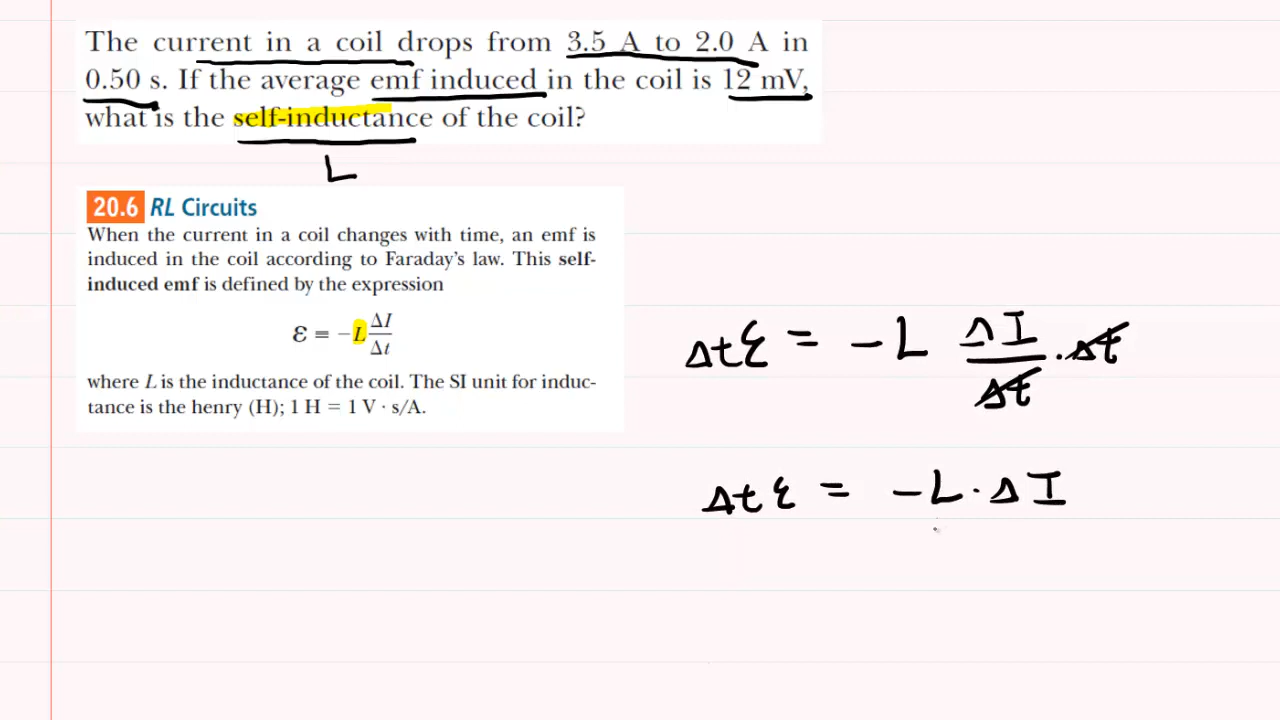 The current in a coil drops from 3.5 A to 2.0 A in
0.50 s. If the average emf induced in the coil is 12 mV,
what is the self-inductance of the coil?
L
20.6 RL Circuits
When the current in a coil changes with time, an emf is
induced in the coil according to Faraday's law. This self-
induced emf is defined by the expression
ℰ = −L ΔI/Δt
where L is the inductance of the coil. The SI unit for induc-
tance is the henry (H); 1 H = 1 V · s/A.
Δtℰ = −L ΔI/Δt · Δt
Δtℰ = −L · ΔI